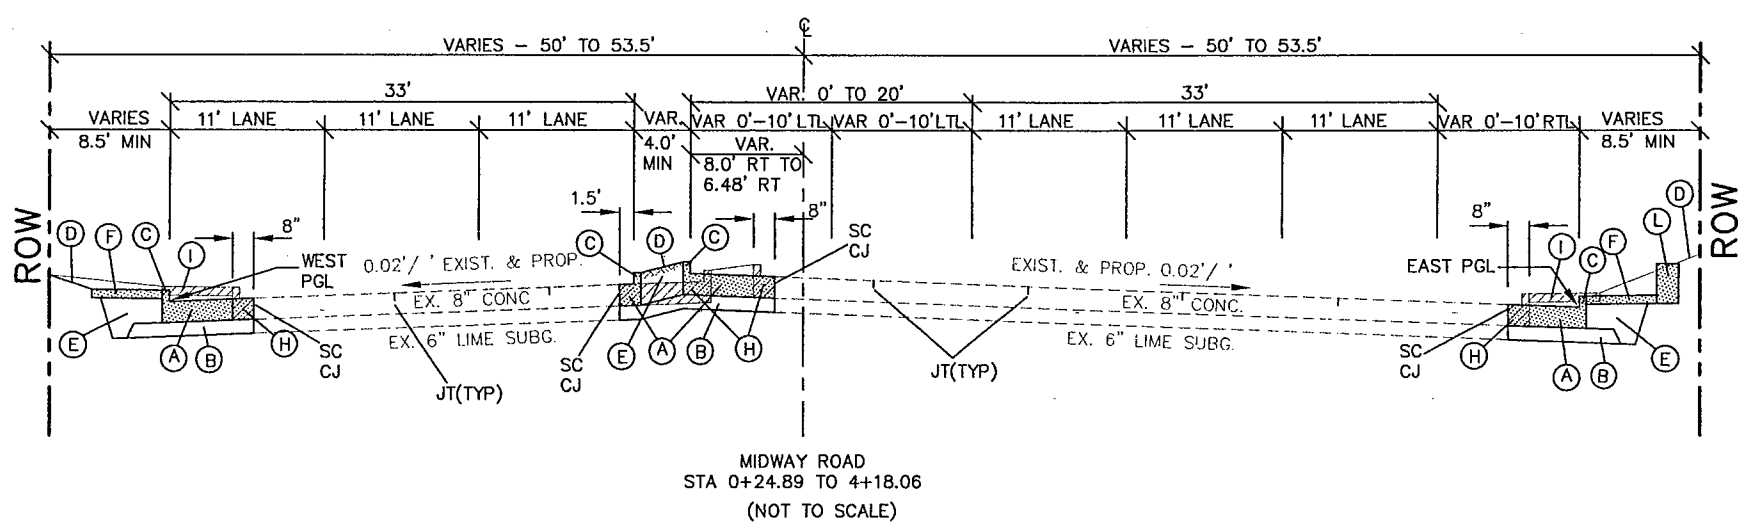 ℄
VARIES - 50' TO 53.5'
VARIES - 50' TO 53.5'
33'
VAR. 0' TO 20'
33'
VARIES
8.5' MIN
11' LANE
11' LANE
11' LANE
VAR.
4.0'
MIN
VAR 0'-10'LTL
VAR 0'-10'LTL
11' LANE
11' LANE
11' LANE
VAR 0'-10'RTL
VARIES
8.5' MIN
VAR.
8.0' RT TO
6.48' RT
ROW
D
F
C
I
8"
WEST
PGL
0.02'/ ' EXIST. & PROP.
EX. 8" CONC
EX. 6" LIME SUBG.
1.5'
C
D
C
8"
SC
CJ
EXIST. & PROP. 0.02'/ '
EX. 8" CONC.
EX. 6" LIME SUBG.
EAST PGL
8"
I
C
F
L
D
ROW
E
A
B
H
SC
CJ
JT(TYP)
SC
CJ
E
A
B
H
JT(TYP)
SC
CJ
H
A
B
E
MIDWAY ROAD
STA 0+24.89 TO 4+18.06
(NOT TO SCALE)